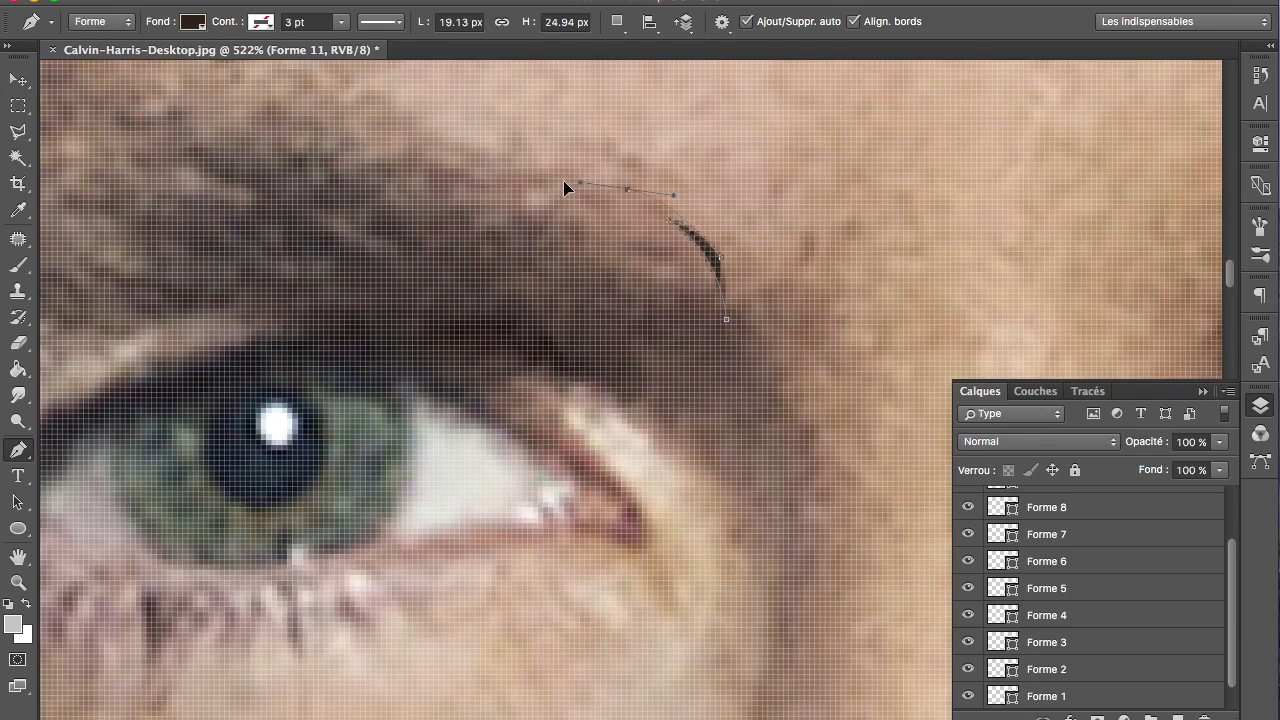 Forme
Fond :
Cont. :
3 pt
L : 19.13 px
H : 24.94 px
Ajout/Suppr. auto
Align. bords
Les indispensables
× Calvin-Harris-Desktop.jpg @ 522% (Forme 11, RVB/8) *
Calques Couches Tracés
Type
Normal
Opacité : 100 %
Verrou :
Fond : 100 %
Forme 8
Forme 7
Forme 6
Forme 5
Forme 4
Forme 3
Forme 2
Forme 1